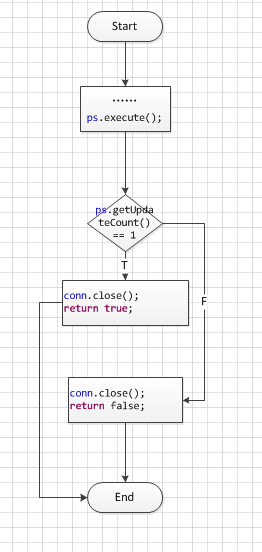 Start
......
ps.execute();
ps.getUpda
teCount()
== 1
T
conn.close();
return true;
F
conn.close();
return false;
End